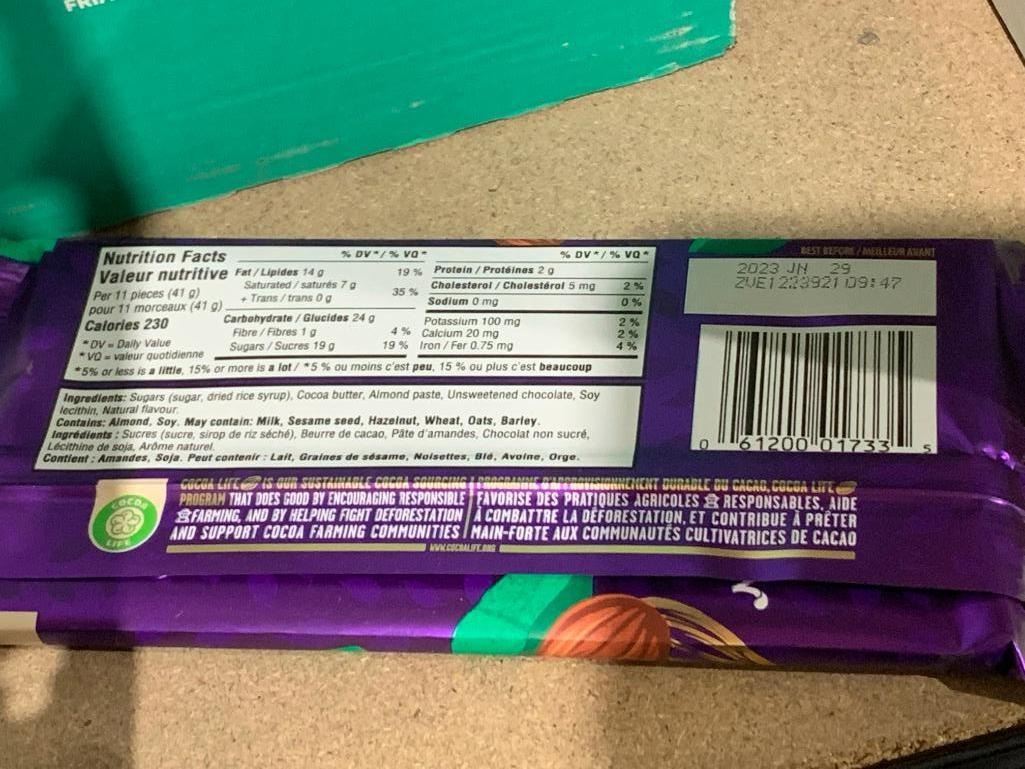 Nutrition Facts
Valeur nutritive
Per 11 pieces (41 g)
pour 11 morceaux (41 g)
Calories 230
*DV = Daily Value
*VQ = valeur quotidienne
% DV* / % VQ*
Fat / Lipides 14 g 19 %
Saturated / saturés 7 g
+ Trans / trans 0 g 35 %
Carbohydrate / Glucides 24 g
Fibre / Fibres 1 g 4 %
Sugars / Sucres 19 g 19 %
% DV* / % VQ*
Protein / Protéines 2 g
Cholesterol / Cholestérol 5 mg 2 %
Sodium 0 mg 0 %
Potassium 100 mg 2 %
Calcium 20 mg 2 %
Iron / Fer 0.75 mg 4 %
*5% or less is a little, 15% or more is a lot / *5 % ou moins c'est peu, 15 % ou plus c'est beaucoup
Ingredients: Sugars (sugar, dried rice syrup), Cocoa butter, Almond paste, Unsweetened chocolate, Soy
lecithin, Natural flavour.
Contains: Almond, Soy. May contain: Milk, Sesame seed, Hazelnut, Wheat, Oats, Barley.
Ingrédients : Sucres (sucre, sirop de riz séché), Beurre de cacao, Pâte d'amandes, Chocolat non sucré,
Lécithine de soja, Arôme naturel.
Contient : Amandes, Soja. Peut contenir : Lait, Graines de sésame, Noisettes, Blé, Avoine, Orge.
BEST BEFORE / MEILLEUR AVANT
2023 JN 29
09:47
0 61200 01733 5
COCOA
LIFE
COCOA LIFE IS OUR SUSTAINABLE COCOA SOURCING
PROGRAM THAT DOES GOOD BY ENCOURAGING RESPONSIBLE
FARMING, AND BY HELPING FIGHT DEFORESTATION
AND SUPPORT COCOA FARMING COMMUNITIES
DURABLE DU CACAO, COCOA LIFE
FAVORISE DES PRATIQUES AGRICOLES RESPONSABLES, AIDE
À COMBATTRE LA DÉFORESTATION, ET CONTRIBUE À PRÊTER
MAIN-FORTE AUX COMMUNAUTÉS CULTIVATRICES DE CACAO
WWW.COCOALIFE.ORG